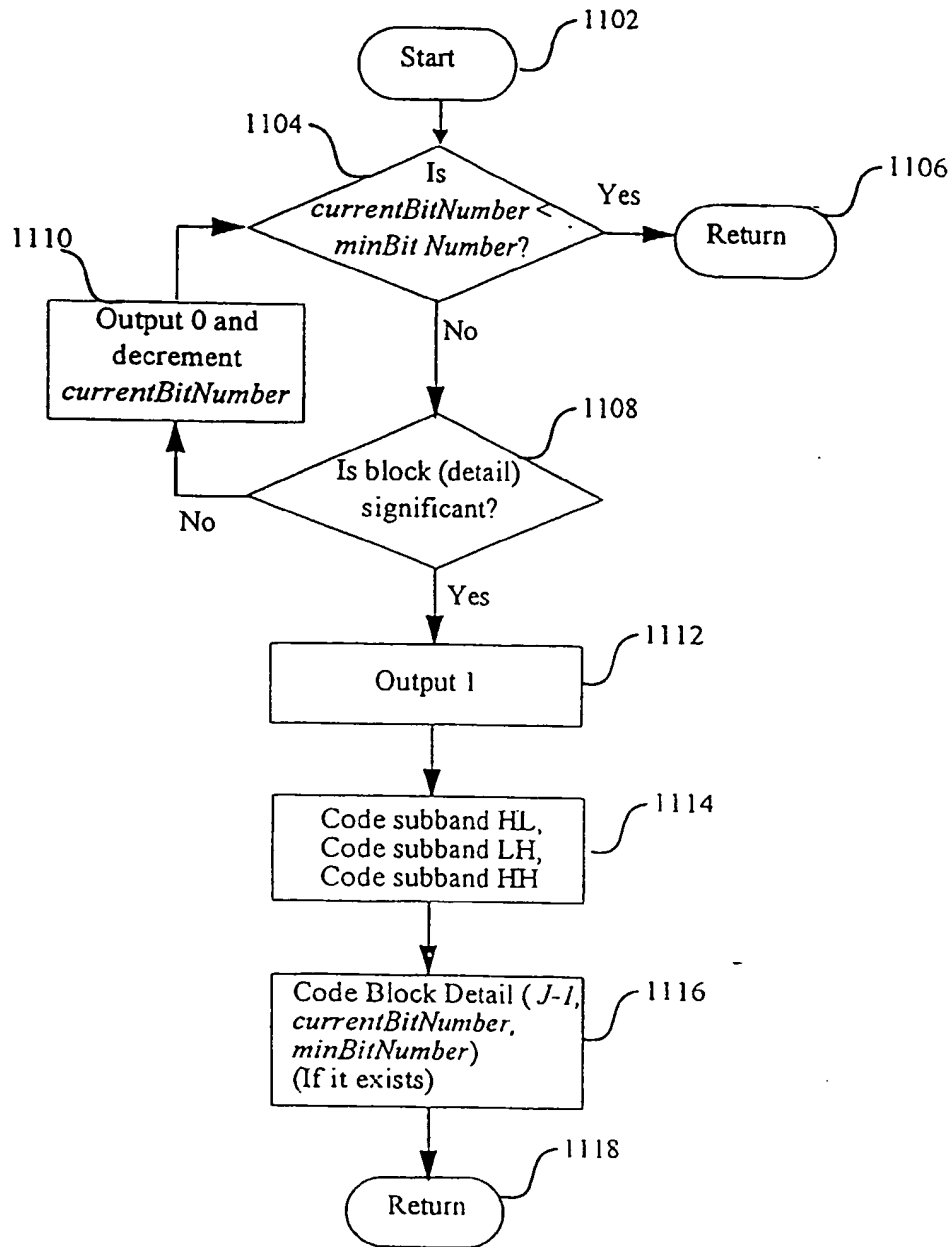 1102
Start
1104
Is
currentBitNumber <
minBit Number?
Yes
1106
Return
1110
Output 0 and
decrement
currentBitNumber
No
1108
Is block (detail)
significant?
No
Yes
1112
Output 1
1114
Code subband HL,
Code subband LH,
Code subband HH
1116
Code Block Detail (J-1,
currentBitNumber,
minBitNumber)
(If it exists)
1118
Return